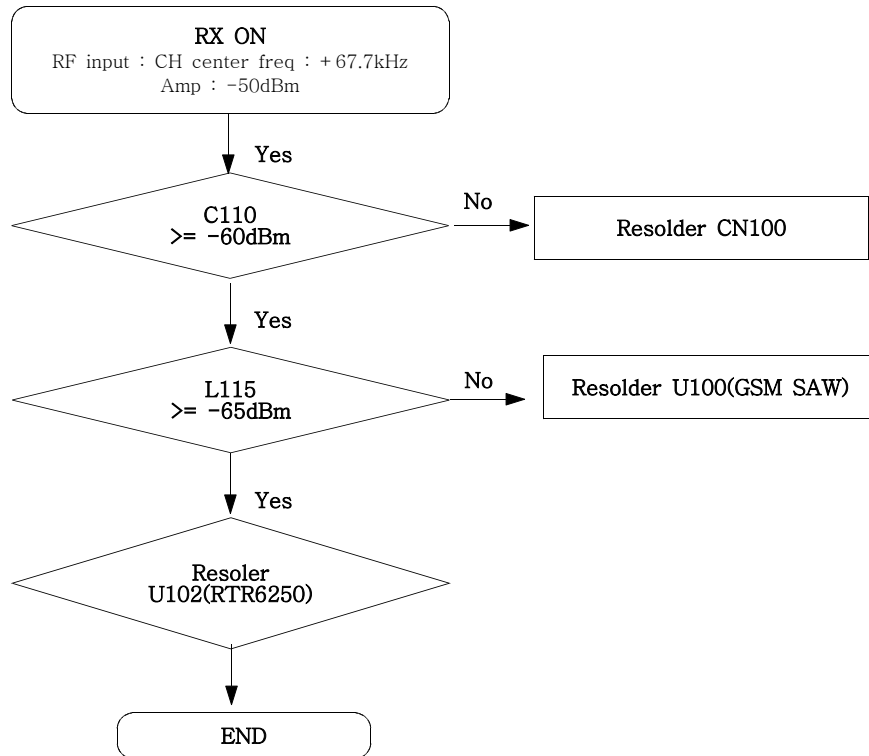 RX ON
RF input : CH center freq : +67.7kHz
Amp : -50dBm
Yes
C110
>= -60dBm
No
Resolder CN100
Yes
L115
>= -65dBm
No
Resolder U100(GSM SAW)
Yes
Resoler
U102(RTR6250)
END